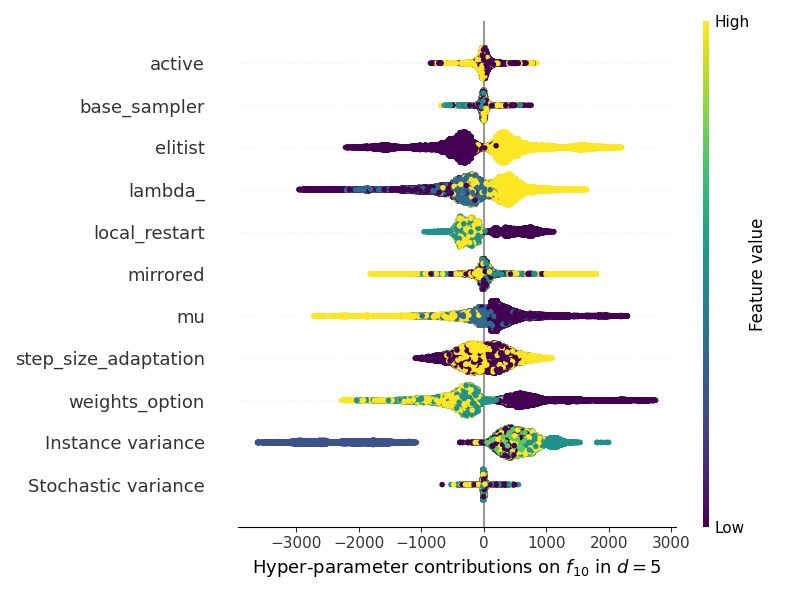 High
active
base_sampler
elitist
lambda_
local_restart
mirrored
mu
step_size_adaptation
weights_option
Instance variance
Stochastic variance
Feature value
Low
−3000 −2000 −1000 0 1000 2000 3000
Hyper-parameter contributions on $f_{10}$ in $d = 5$